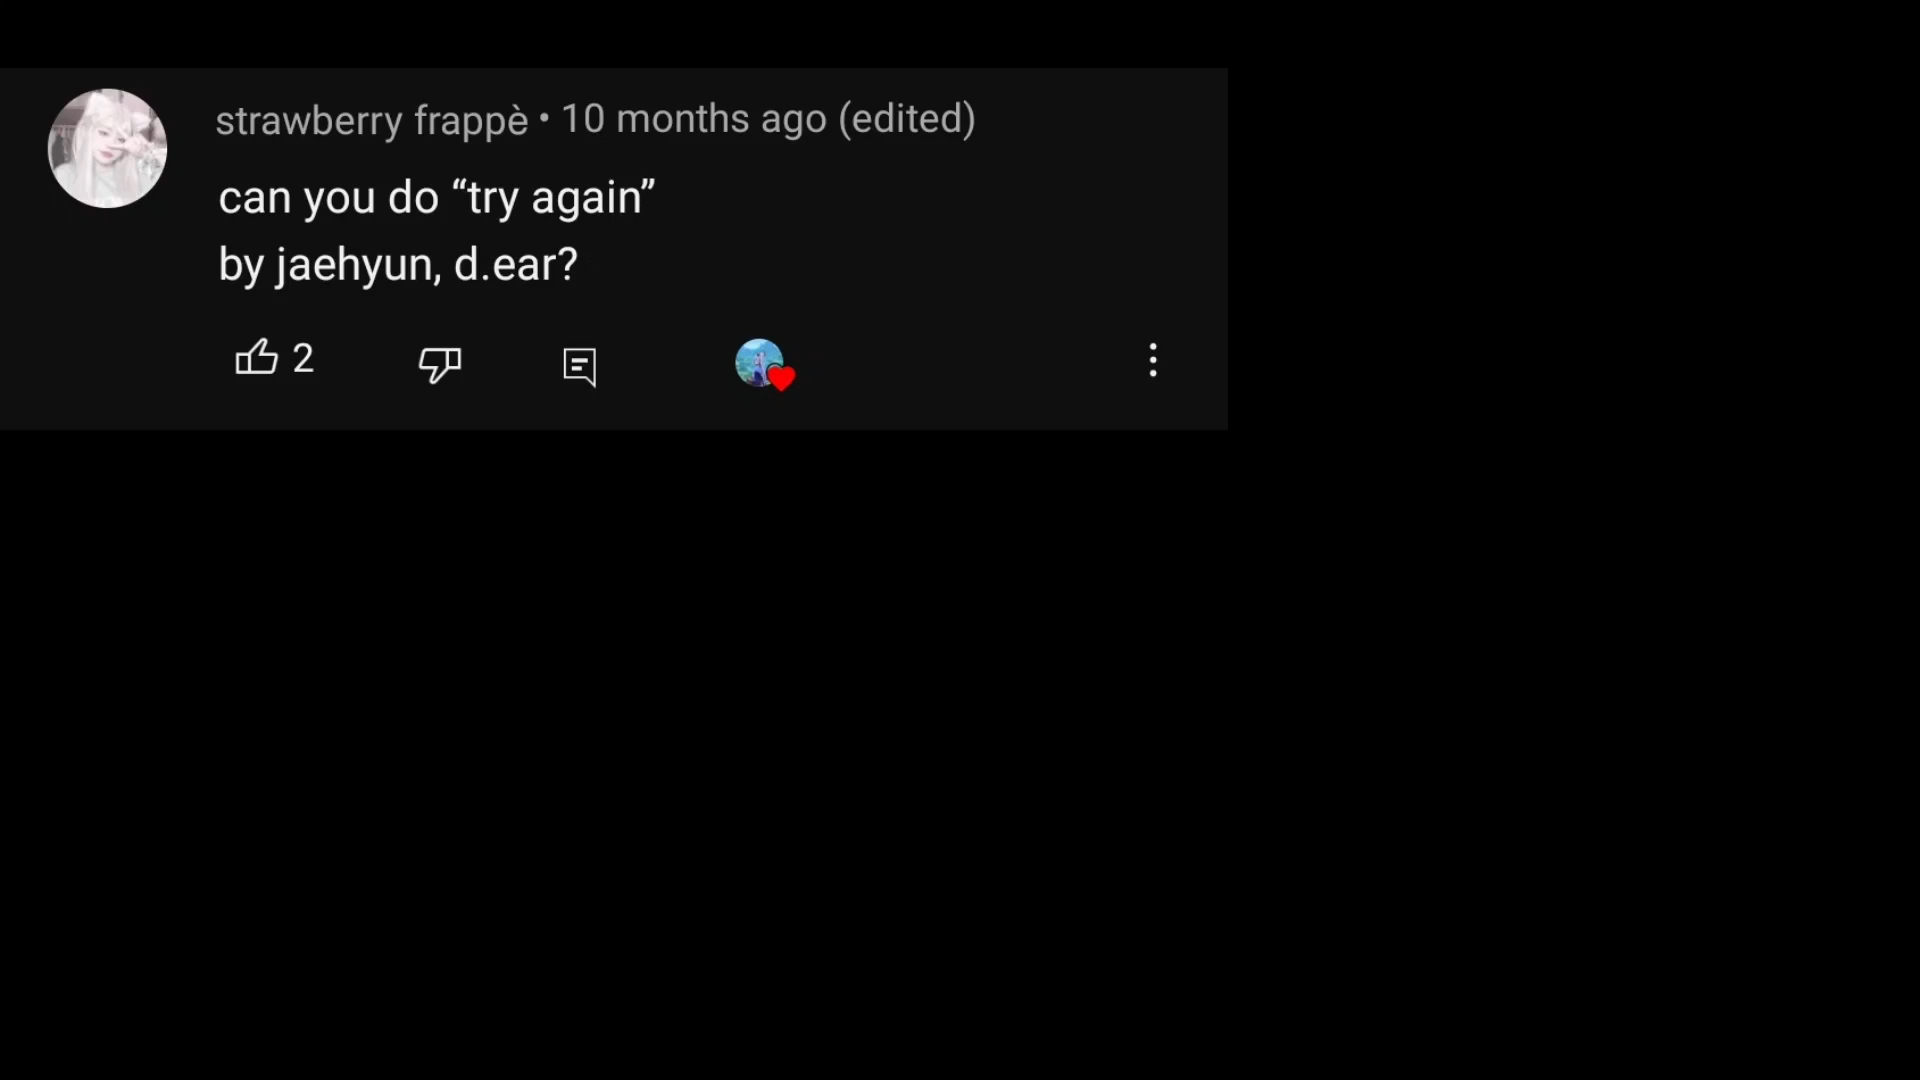 strawberry frappè • 10 months ago (edited)
can you do “try again”
by jaehyun, d.ear?
2